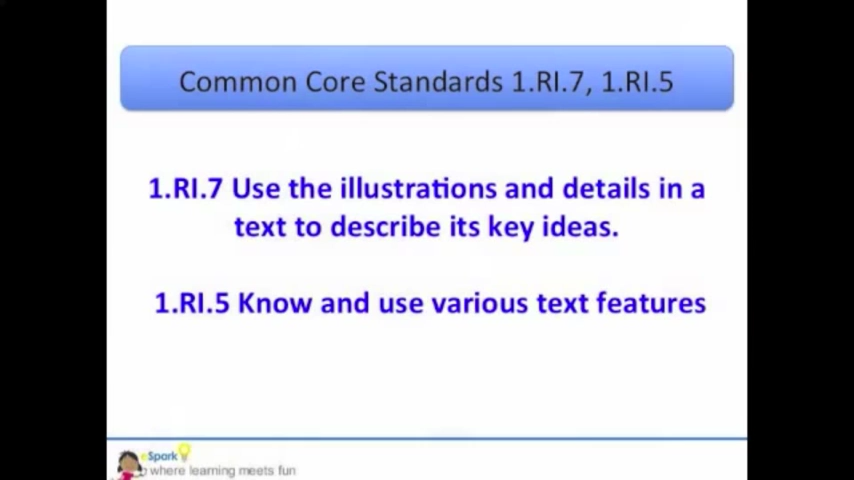 Common Core Standards 1.RI.7, 1.RI.5
1.RI.7 Use the illustrations and details in a
text to describe its key ideas.
1.RI.5 Know and use various text features
eSpark
where learning meets fun